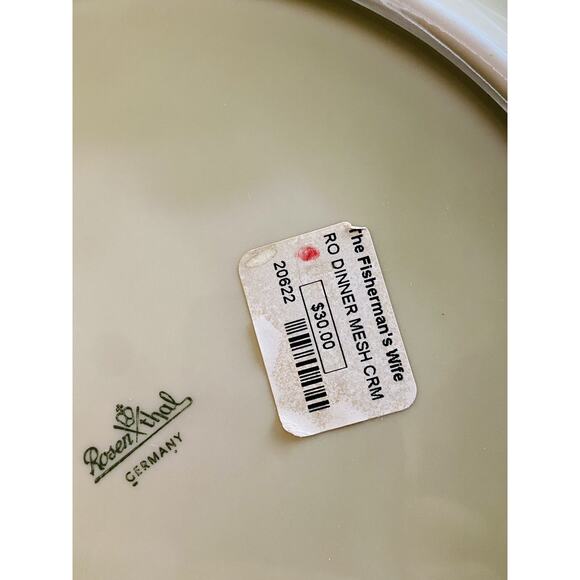 The Fisherman's Wife
RO DINNER MESH CRM
$30.00
20622
Rosenthal
GERMANY